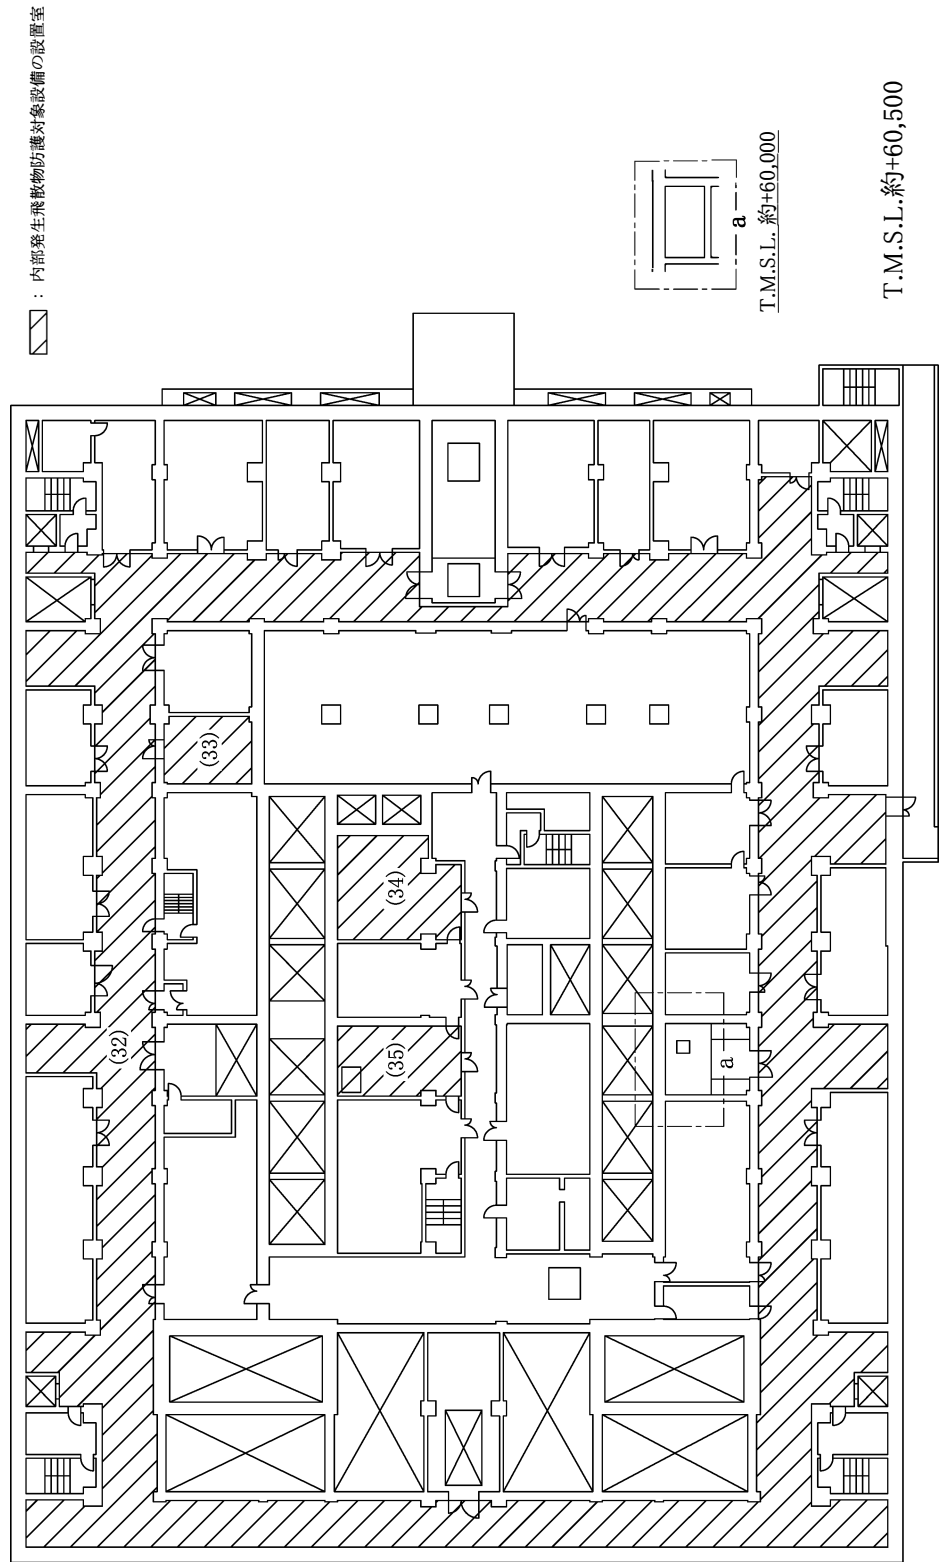 ：内部発生飛散物防護対象設備の設置室
(32)
(33)
(34)
(35)
a
a
T.M.S.L. 約+60,000
T.M.S.L.約+60,500